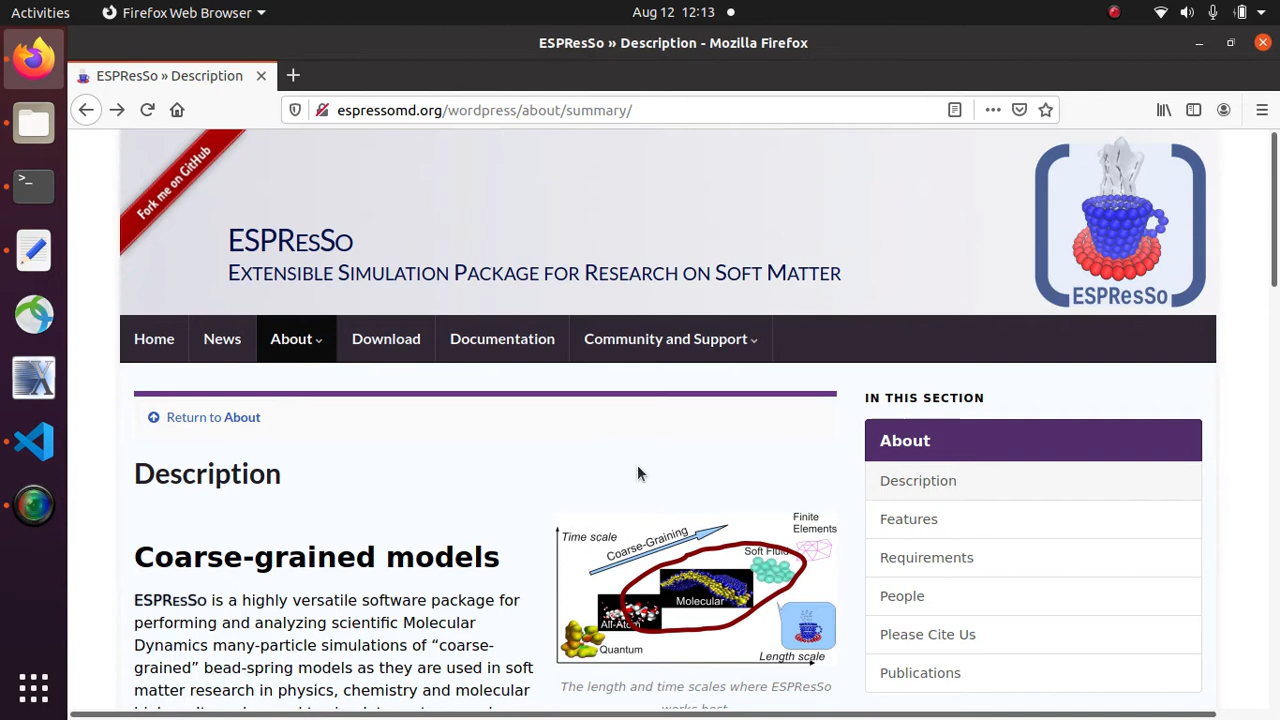 Activities
Firefox Web Browser
Aug 12 12:13
ESPResSo » Description - Mozilla Firefox
ESPResSo » Description
espressomd.org/wordpress/about/summary/
Fork me on GitHub
ESPResSo
Extensible Simulation Package for Research on Soft Matter
ESPResSo
Home
News
About
Download
Documentation
Community and Support
Return to About
Description
Coarse-grained models
ESPResSo is a highly versatile software package for
performing and analyzing scientific Molecular
Dynamics many-particle simulations of “coarse-
grained” bead-spring models as they are used in soft
matter research in physics, chemistry and molecular
Time scale
Coarse-Graining
Finite
Elements
Soft Fluid
Molecular
All-Atom
Quantum
Length scale
The length and time scales where ESPResSo
IN THIS SECTION
About
Description
Features
Requirements
People
Please Cite Us
Publications